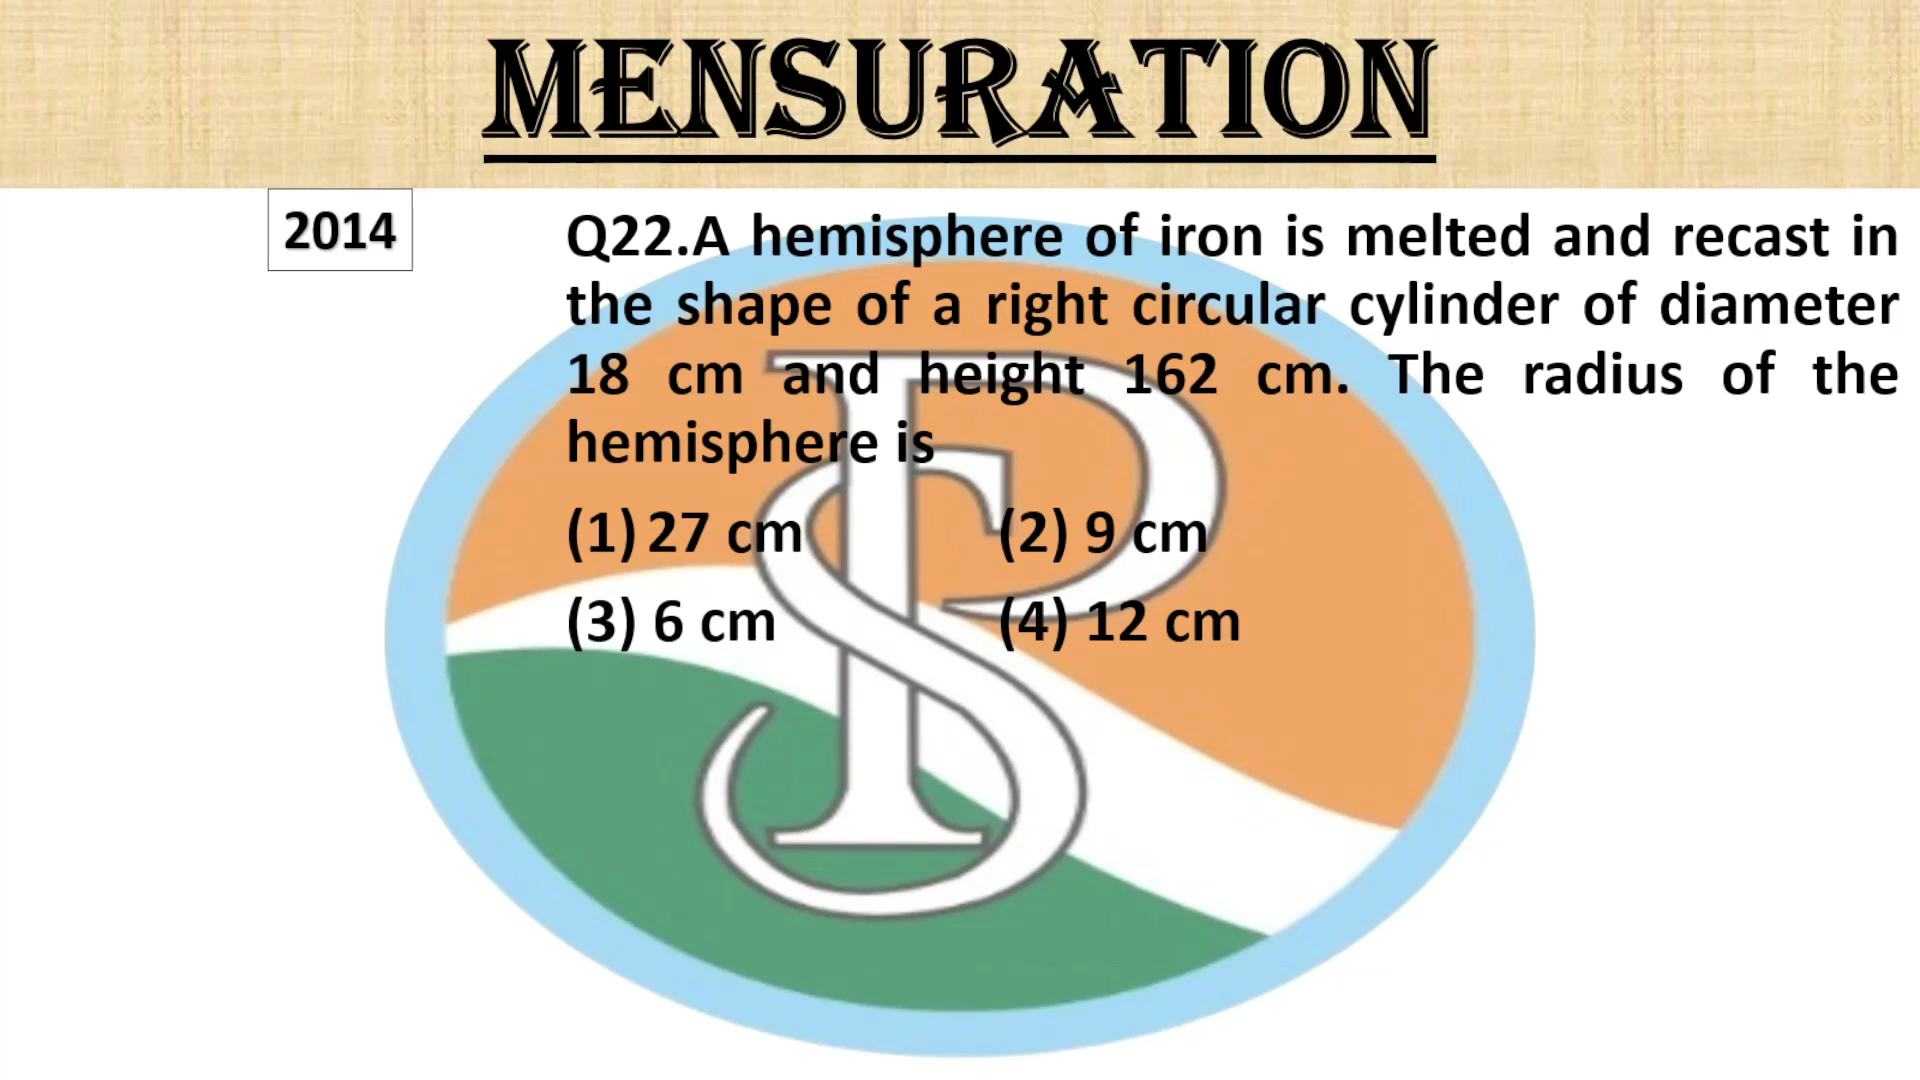 MENSURATION
2014
Q22.A hemisphere of iron is melted and recast in
the shape of a right circular cylinder of diameter
18 cm and height 162 cm. The radius of the
hemisphere is
(1) 27 cm (2) 9 cm
(3) 6 cm (4) 12 cm